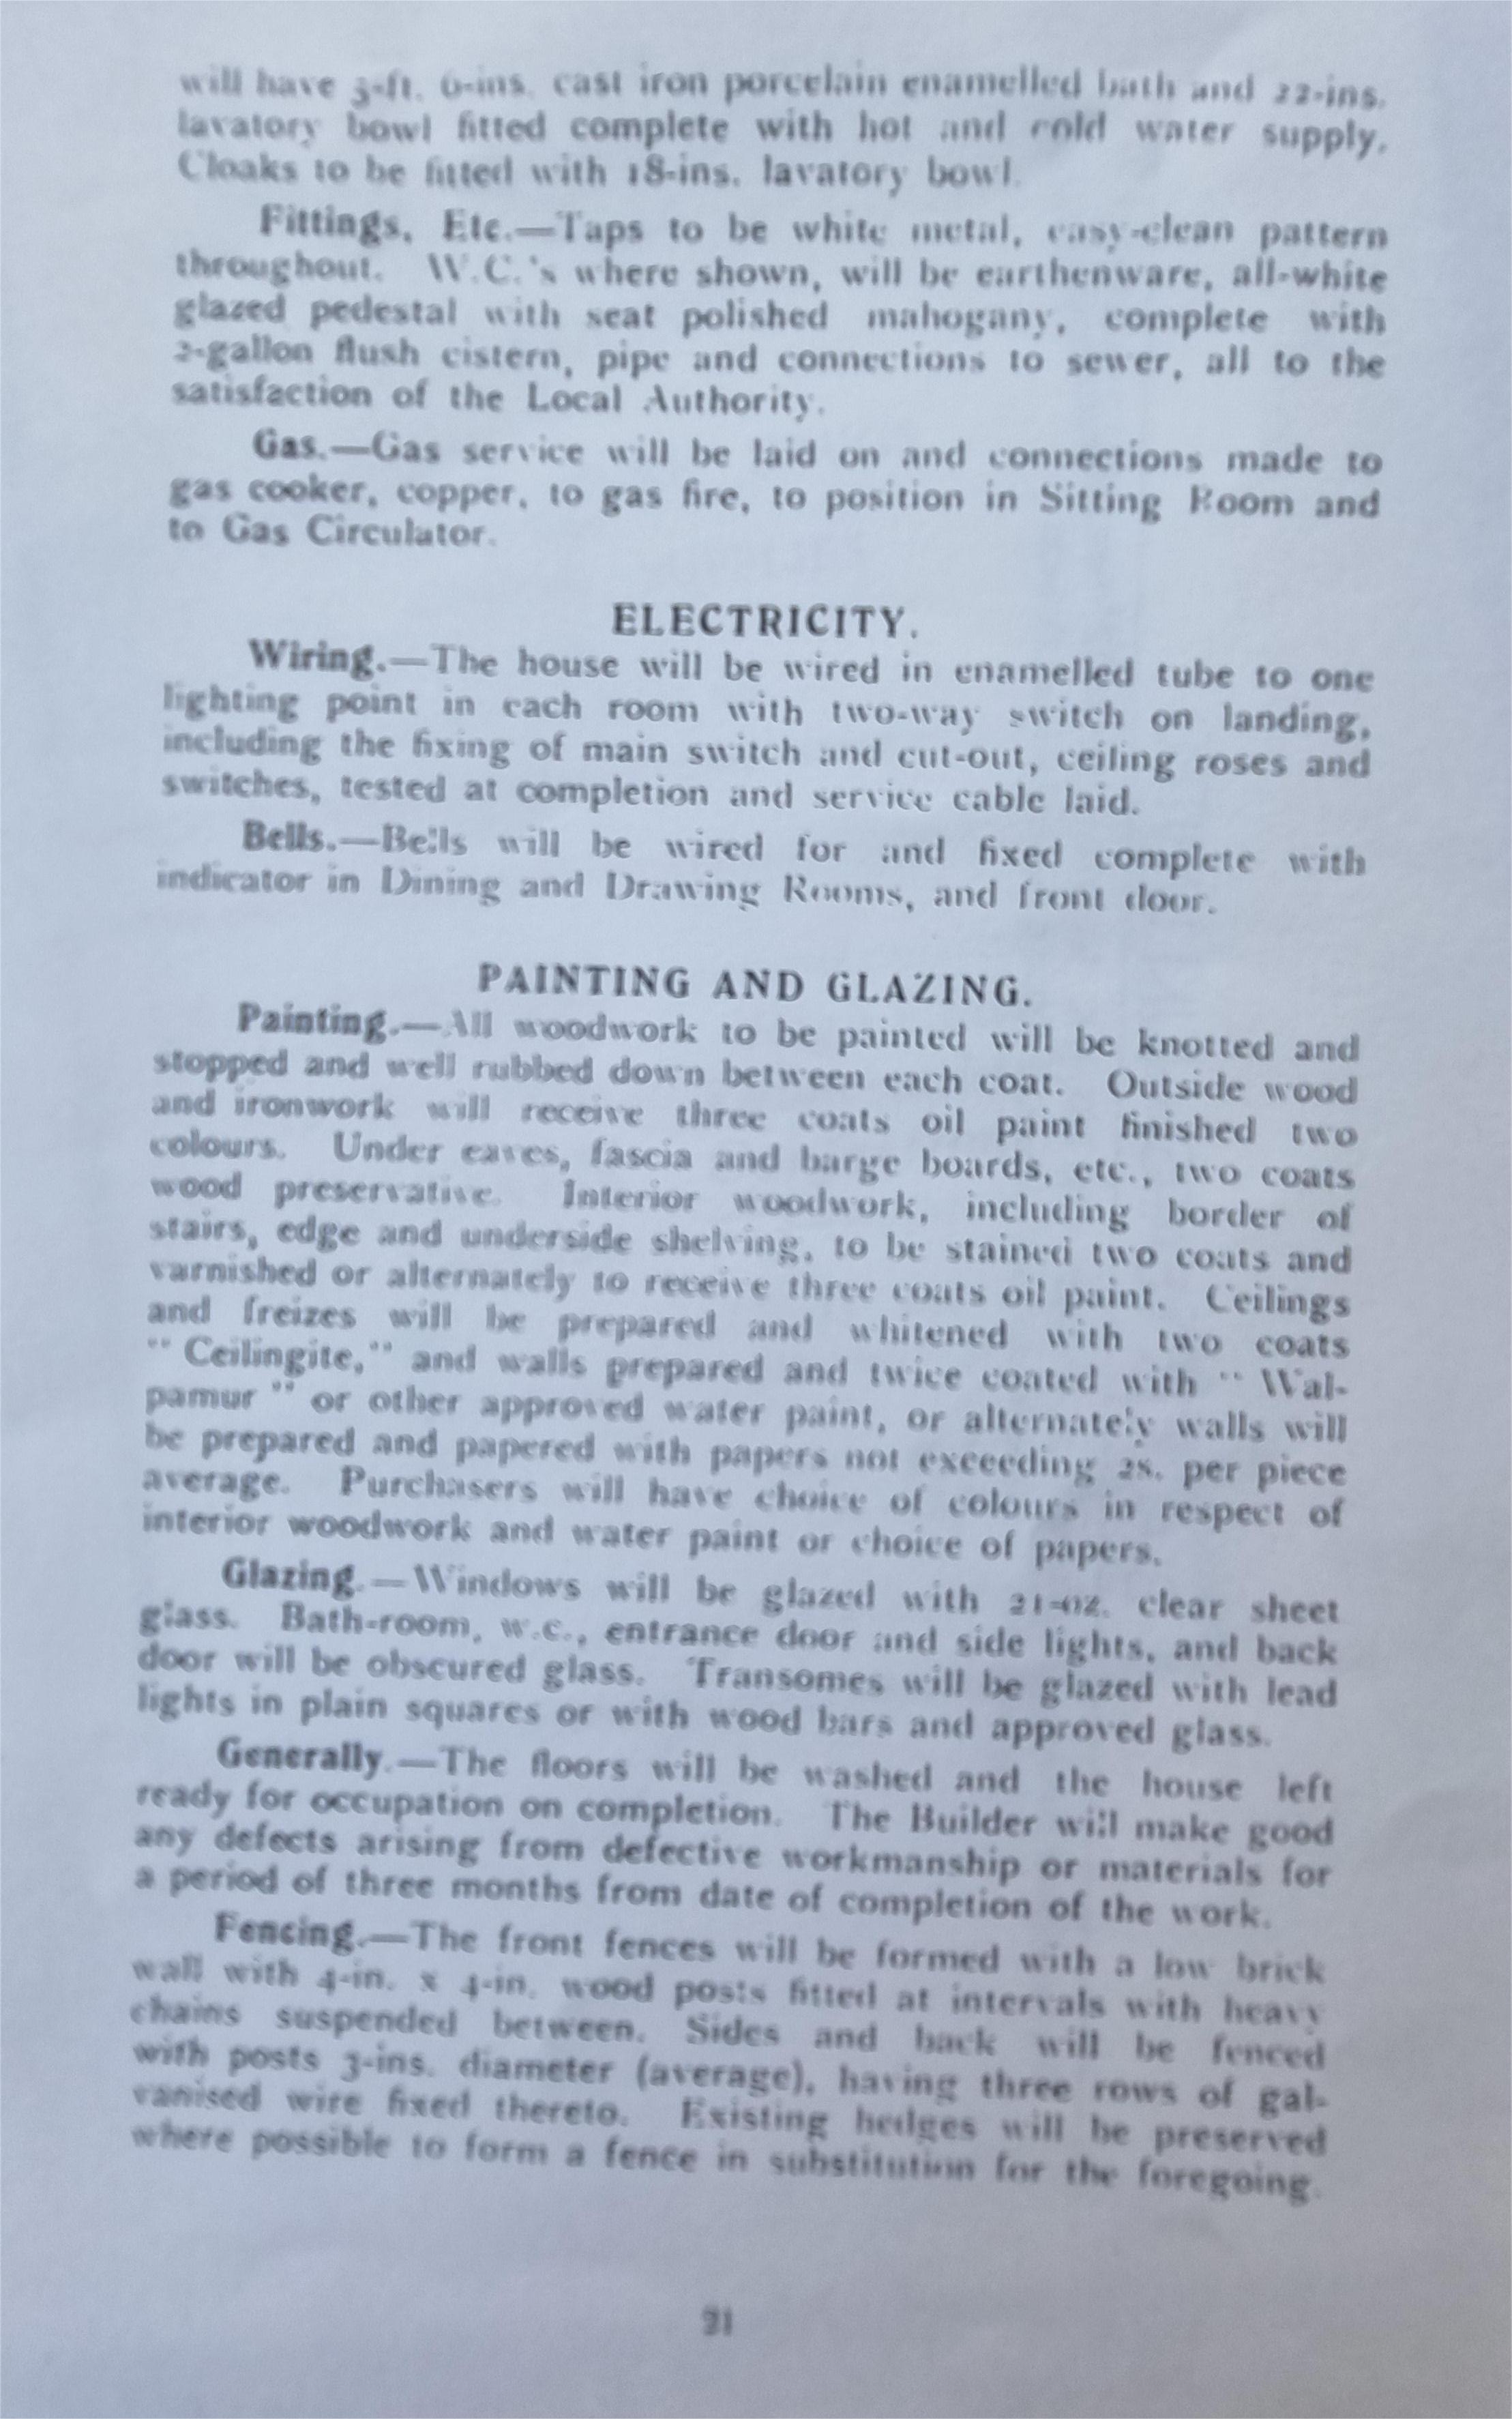 will have 5-ft. 6-ins. cast iron porcelain enamelled bath and 22-ins.
lavatory bowl fitted complete with hot and cold water supply.
Cloaks to be fitted with 18-ins. lavatory bowl.
Fittings, Etc.—Taps to be white metal, easy-clean pattern
throughout. W.C.'s where shown, will be earthenware, all-white
glazed pedestal with seat polished mahogany, complete with
2-gallon flush cistern, pipe and connections to sewer, all to the
satisfaction of the Local Authority.
Gas.—Gas service will be laid on and connections made to
gas cooker, copper, to gas fire, to position in Sitting Room and
to Gas Circulator.
ELECTRICITY.
Wiring.—The house will be wired in enamelled tube to one
lighting point in each room with two-way switch on landing,
including the fixing of main switch and cut-out, ceiling roses and
switches, tested at completion and service cable laid.
Bells.—Bells will be wired for and fixed complete with
indicator in Dining and Drawing Rooms, and front door.
PAINTING AND GLAZING.
Painting.—All woodwork to be painted will be knotted and
stopped and well rubbed down between each coat. Outside wood
and ironwork will receive three coats oil paint finished two
colours. Under eaves, fascia and barge boards, etc., two coats
wood preservative. Interior woodwork, including border of
stairs, edge and underside shelving, to be stained two coats and
varnished or alternately to receive three coats oil paint. Ceilings
and freizes will be prepared and whitened with two coats
" Ceilingite," and walls prepared and twice coated with " Wal-
pamur " or other approved water paint, or alternately walls will
be prepared and papered with papers not exceeding 2s. per piece
average. Purchasers will have choice of colours in respect of
interior woodwork and water paint or choice of papers.
Glazing.—Windows will be glazed with 21-oz. clear sheet
glass. Bath-room, w.c., entrance door and side lights, and back
door will be obscured glass. Transomes will be glazed with lead
lights in plain squares or with wood bars and approved glass.
Generally.—The floors will be washed and the house left
ready for occupation on completion. The Builder will make good
any defects arising from defective workmanship or materials for
a period of three months from date of completion of the work.
Fencing.—The front fences will be formed with a low brick
wall with 4-in. x 4-in. wood posts fitted at intervals with heavy
chains suspended between. Sides and back will be fenced
with posts 3-ins. diameter (average), having three rows of gal-
vanised wire fixed thereto. Existing hedges will be preserved
where possible to form a fence in substitution for the foregoing.
21